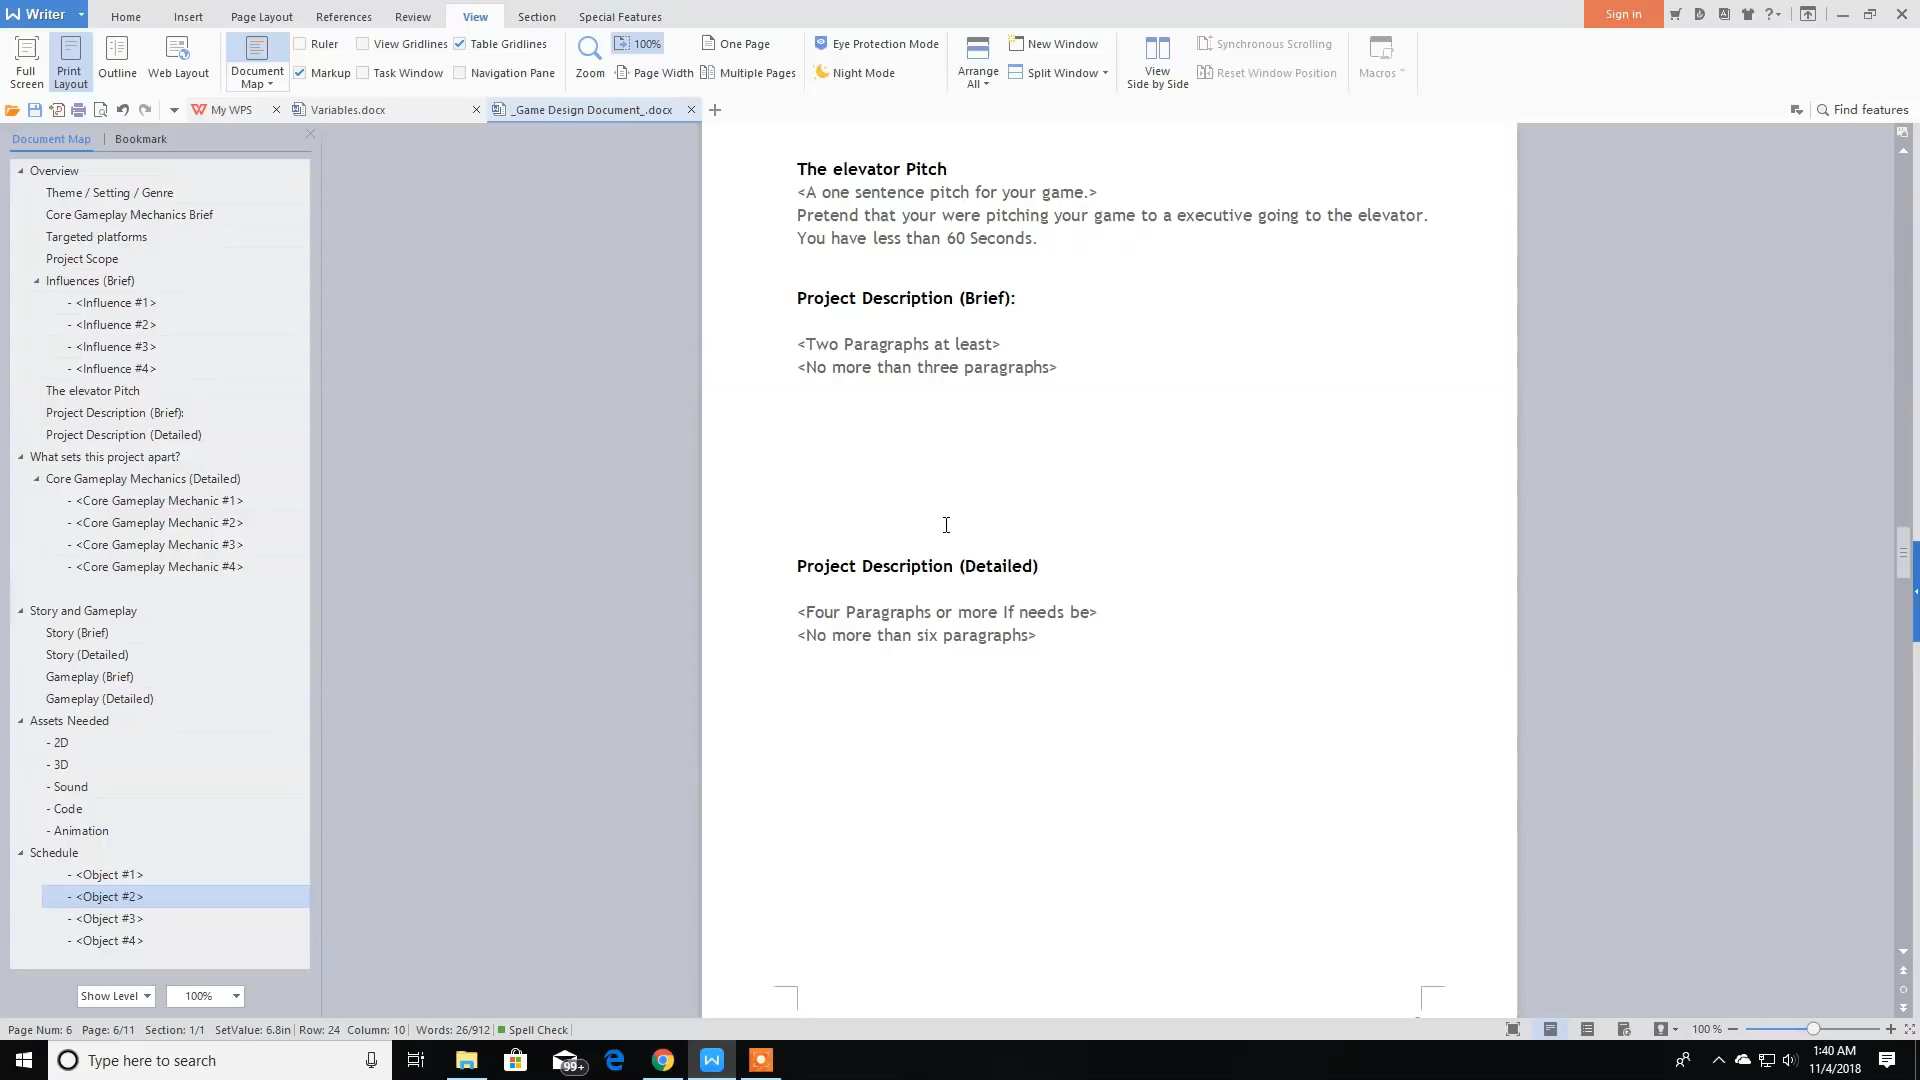 Writer
Home
Insert
Page Layout
References
Review
View
Section
Special Features
Sign in
Full Screen
Print Layout
Outline
Web Layout
Document Map
Ruler
View Gridlines
Table Gridlines
Markup
Task Window
Navigation Pane
Zoom
100%
Page Width
One Page
Multiple Pages
Eye Protection Mode
Night Mode
Arrange All
New Window
Split Window
View Side by Side
Synchronous Scrolling
Reset Window Position
Macros
My WPS
Variables.docx
_Game Design Document_.docx
Find features
Document Map
Bookmark
Overview
Theme / Setting / Genre
Core Gameplay Mechanics Brief
Targeted platforms
Project Scope
Influences (Brief)
- <Influence #1>
- <Influence #2>
- <Influence #3>
- <Influence #4>
The elevator Pitch
Project Description (Brief):
Project Description (Detailed)
What sets this project apart?
Core Gameplay Mechanics (Detailed)
- <Core Gameplay Mechanic #1>
- <Core Gameplay Mechanic #2>
- <Core Gameplay Mechanic #3>
- <Core Gameplay Mechanic #4>
Story and Gameplay
Story (Brief)
Story (Detailed)
Gameplay (Brief)
Gameplay (Detailed)
Assets Needed
- 2D
- 3D
- Sound
- Code
- Animation
Schedule
- <Object #1>
- <Object #2>
- <Object #3>
- <Object #4>
Show Level
100%
The elevator Pitch
<A one sentence pitch for your game.>
Pretend that your were pitching your game to a executive going to the elevator.
You have less than 60 Seconds.
Project Description (Brief):
<Two Paragraphs at least>
<No more than three paragraphs>
Project Description (Detailed)
<Four Paragraphs or more If needs be>
<No more than six paragraphs>
Page Num: 6 Page: 6/11 Section: 1/1 SetValue: 6.8in Row: 24 Column: 10 Words: 26/912 Spell Check
100 %
Type here to search
99+
1:40 AM
11/4/2018